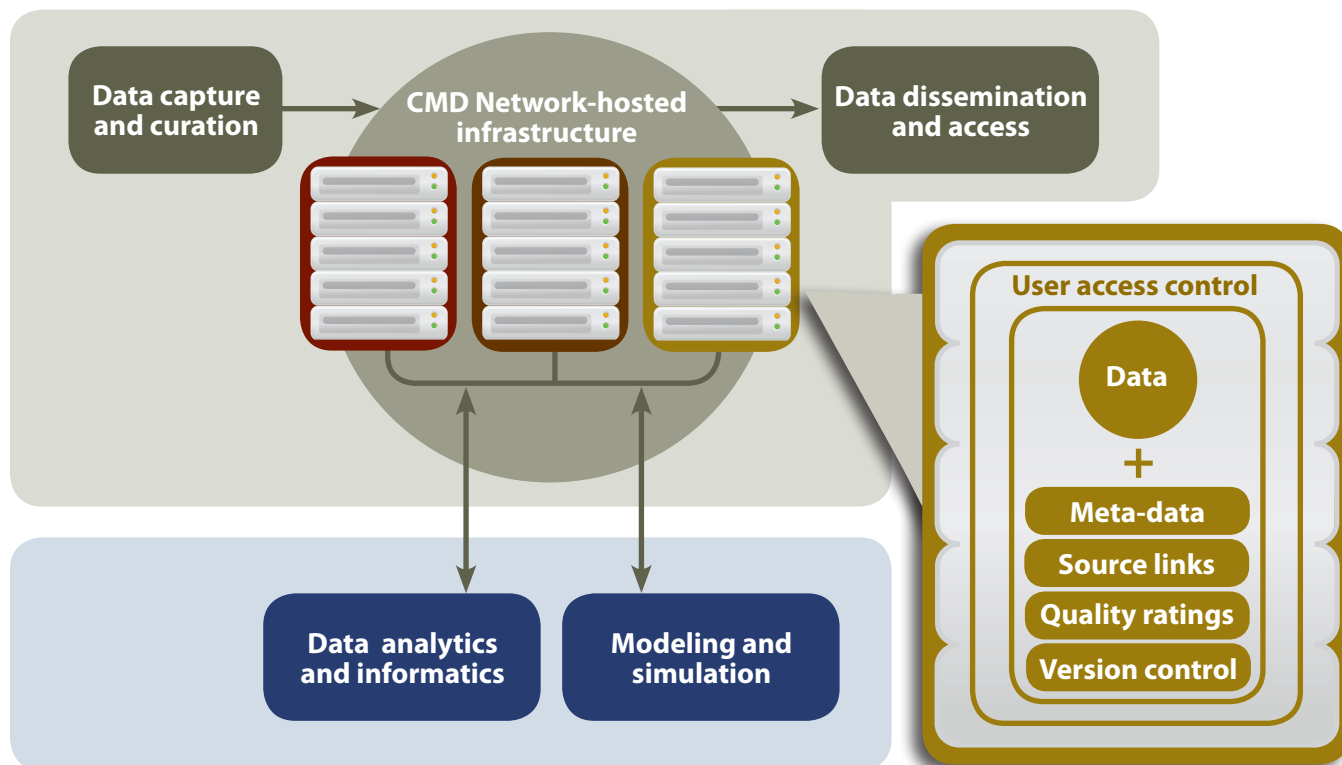 Data capture
and curation
CMD Network-hosted
infrastructure
Data dissemination
and access
User access control
Data
+
Meta-data
Source links
Quality ratings
Version control
Data analytics
and informatics
Modeling and
simulation